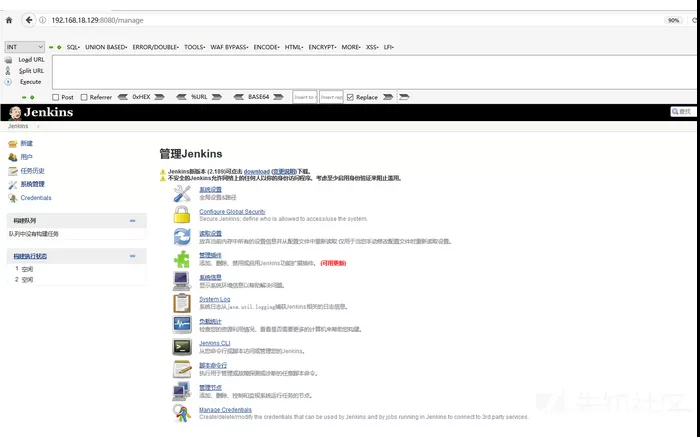 192.168.18.129:8080/manage
90%
INT
SQL- UNION BASED- ERROR/DOUBLE- TOOLS- WAF BYPASS- ENCODE- HTML- ENCRYPT- MORE- XSS- LFI-
Load URL
Split URL
Execute
Post Referrer 0xHEX %URL BASE64 Insert to Insert rep Replace
Jenkins
查找
Jenkins
新建
用户
任务历史
系统管理
Credentials
构建队列
队列中没有构建任务
构建执行状态
1 空闲
2 空闲
管理Jenkins
Jenkins新版本 (2.189)可点击 download (变更说明)下载。
不安全的Jenkins允许网络上的任何人以你的身份访问程序。考虑至少启用身份验证来阻止滥用。
系统设置
全局设置&路径
Configure Global Security
Secure Jenkins; define who is allowed to access/use the system.
读取设置
放弃当前内存中所有的设置信息并从配置文件中重新读取 仅用于当您手动修改配置文件时重新读取设置。
管理插件
添加、删除、禁用或启用Jenkins功能扩展插件。 (可用更新)
系统信息
显示系统环境信息以帮助解决问题。
System Log
系统日志从java.util.logging捕获Jenkins相关的日志信息。
负载统计
检查您的资源利用情况，看看是否需要更多的计算机来帮助您构建。
Jenkins CLI
从您命令行或脚本访问或管理您的Jenkins。
脚本命令行
执行用于管理或故障探测或诊断的任意脚本命令。
管理节点
添加、删除、控制和监视系统运行任务的节点。
Manage Credentials
Create/delete/modify the credentials that can be used by Jenkins and by jobs running in Jenkins to connect to 3rd party services.